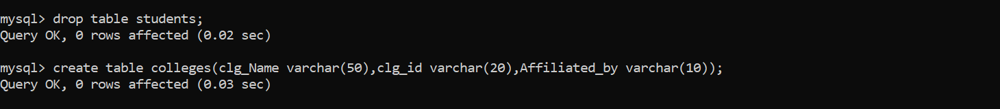 mysql> drop table students;
Query OK, 0 rows affected (0.02 sec)
mysql> create table colleges(clg_Name varchar(50),clg_id varchar(20),Affiliated_by varchar(10));
Query OK, 0 rows affected (0.03 sec)